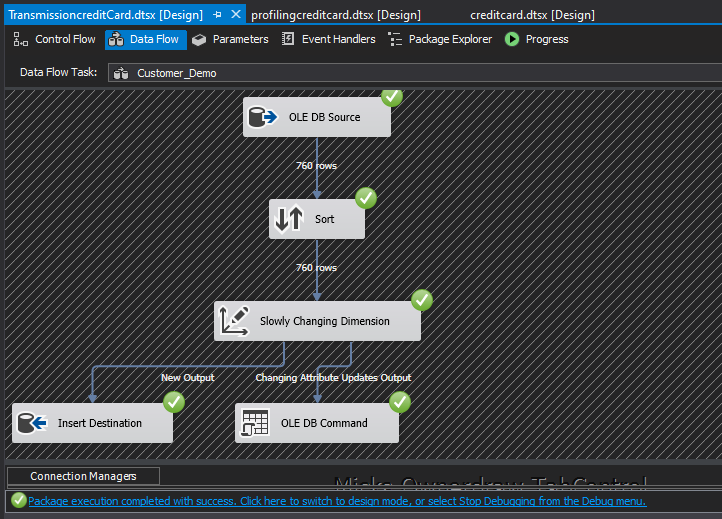 TransmissioncreditCard.dtsx [Design] profilingcreditcard.dtsx [Design] creditcard.dtsx [Design]
Control Flow Data Flow Parameters Event Handlers Package Explorer Progress
Data Flow Task: Customer_Demo
OLE DB Source
760 rows
Sort
760 rows
Slowly Changing Dimension
New Output Changing Attribute Updates Output
Insert Destination OLE DB Command
Connection Managers
Package execution completed with success. Click here to switch to design mode, or select Stop Debugging from the Debug menu.